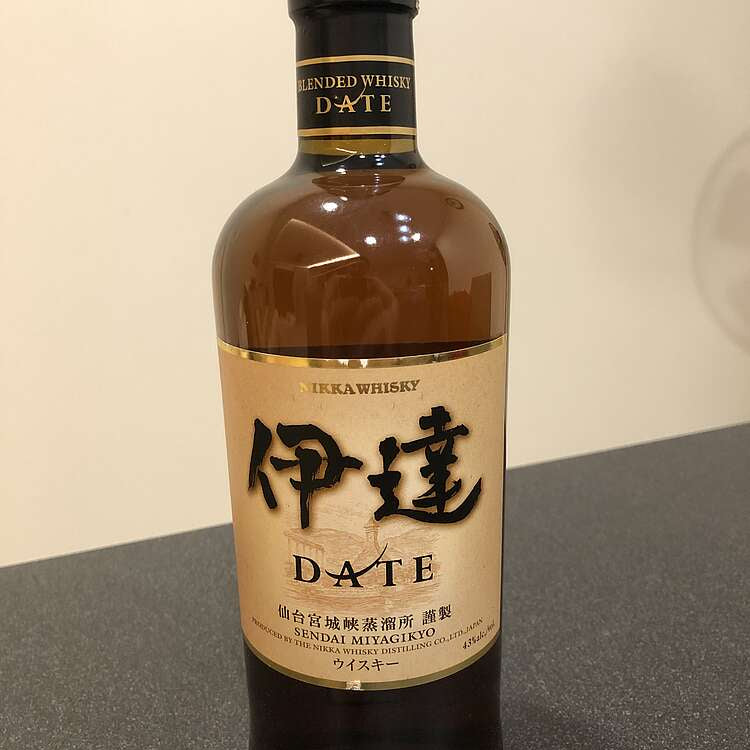 BLENDED WHISKY
DATE
NIKKA WHISKY
伊達
DATE
仙台宮城峡蒸溜所 謹製
SENDAI MIYAGIKYO
PRODUCED BY THE NIKKA WHISKY DISTILLING CO.,LTD.,JAPAN
43%alc./vol.
ウイスキー